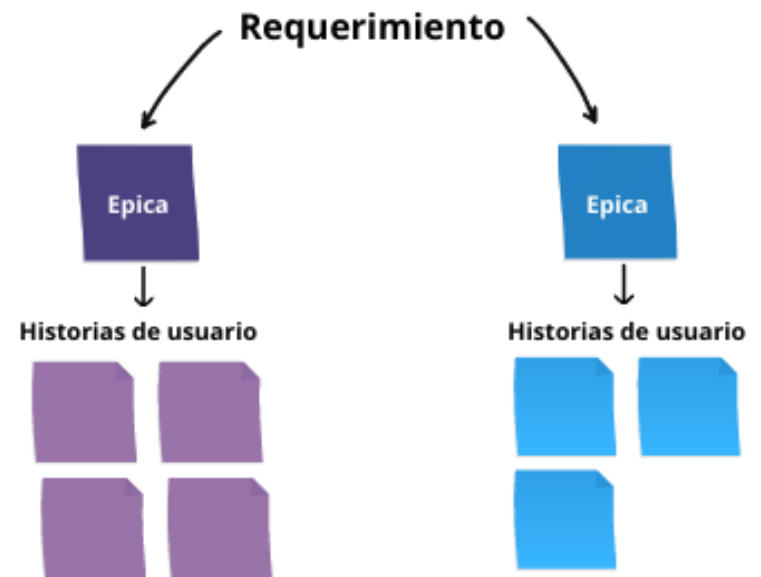 Requerimiento
Epica
Epica
Historias de usuario
Historias de usuario